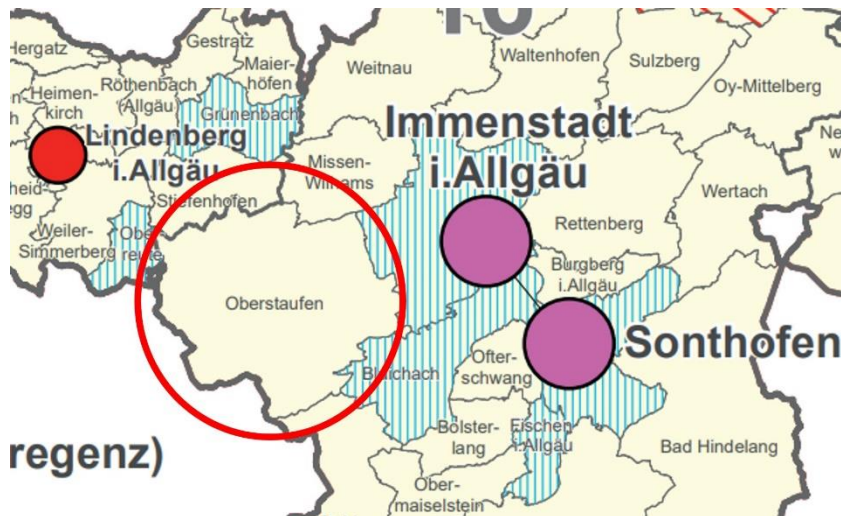 Hergatz
Gestratz
Maier-
höfen
Weitnau
Waltenhofen
Sulzberg
Oy-Mittelberg
Heimen-
kirch
Röthenbach
(Allgäu)
Grünenbach
Immenstadt
i.Allgäu
Lindenberg
i.Allgäu
Missen-
Wilhams
Wertach
Stiefenhofen
Rettenberg
Weiler-
Simmerberg
Ober-
reute
Burgberg
i.Allgäu
Oberstaufen
Sonthofen
Blaichach
Ofter-
schwang
Bolster-
lang
Fischen
i.Allgäu
Bad Hindelang
regenz)
Ober-
maiselstein